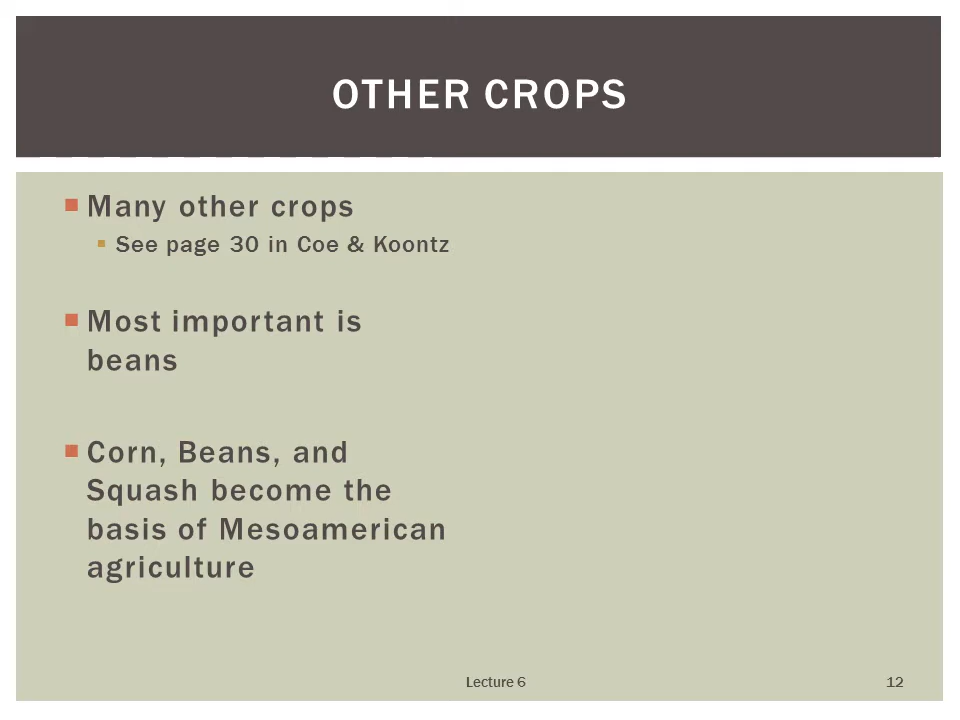 OTHER CROPS
Many other crops
See page 30 in Coe & Koontz
Most important is
beans
Corn, Beans, and
Squash become the
basis of Mesoamerican
agriculture
Lecture 6
12